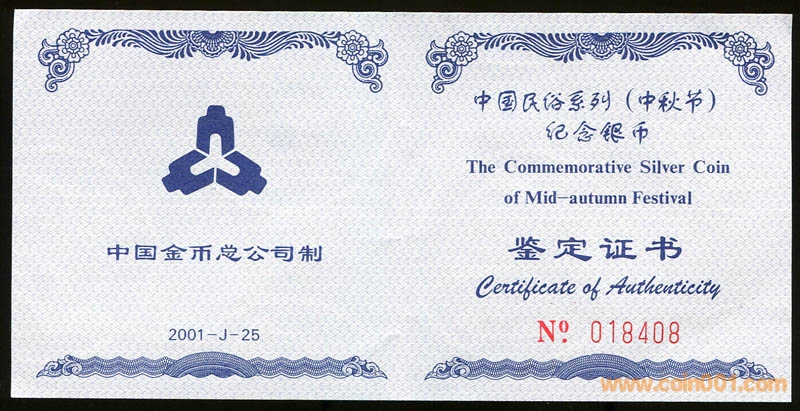 中国金币总公司制
2001-J-25
中国民俗系列（中秋节）
纪念银币
The Commemorative Silver Coin
of Mid-autumn Festival
鉴定证书
Certificate of Authenticity
Nº. 018408
www.coin001.com